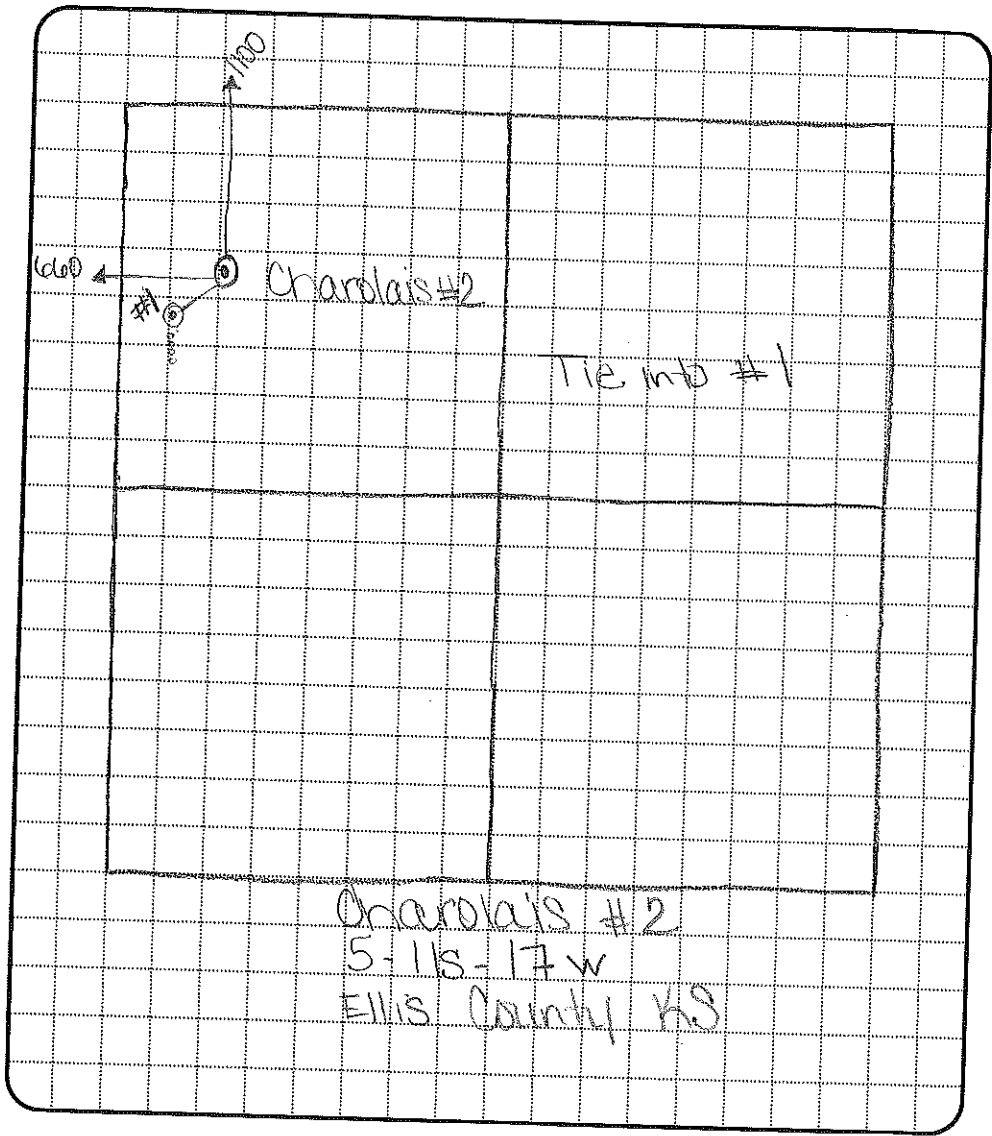 1100
660
Charolais #2
#1
Tie into #1
Charolais #2
5-11s-17w
Ellis County KS